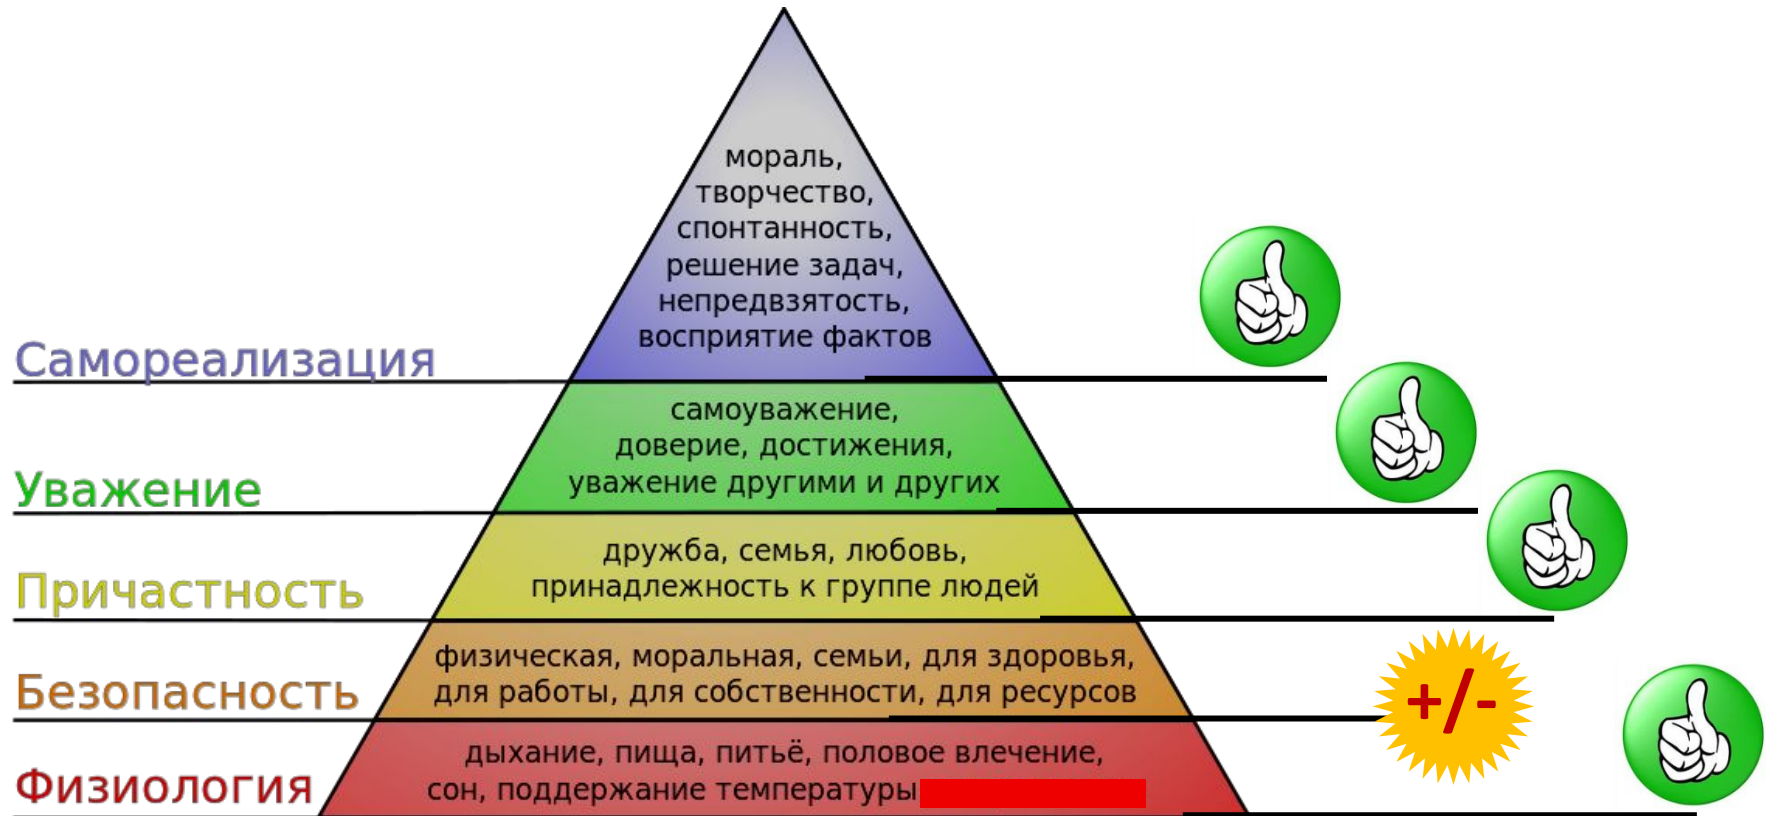 мораль,
творчество,
спонтанность,
решение задач,
непредвзятость,
восприятие фактов
Самореализация
самоуважение,
доверие, достижения,
уважение другими и других
Уважение
дружба, семья, любовь,
принадлежность к группе людей
Причастность
физическая, моральная, семьи, для здоровья,
для работы, для собственности, для ресурсов
Безопасность
+/-
дыхание, пища, питьё, половое влечение,
сон, поддержание температуры
Физиология